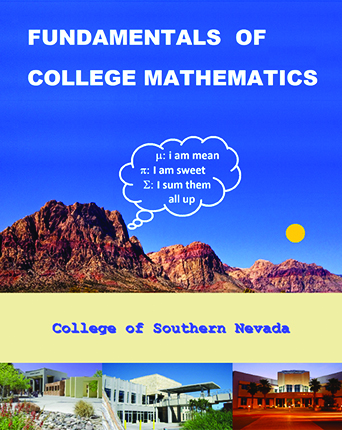 FUNDAMENTALS OF
COLLEGE MATHEMATICS
μ: i am mean
π: I am sweet
Σ: I sum them
all up
College of Southern Nevada